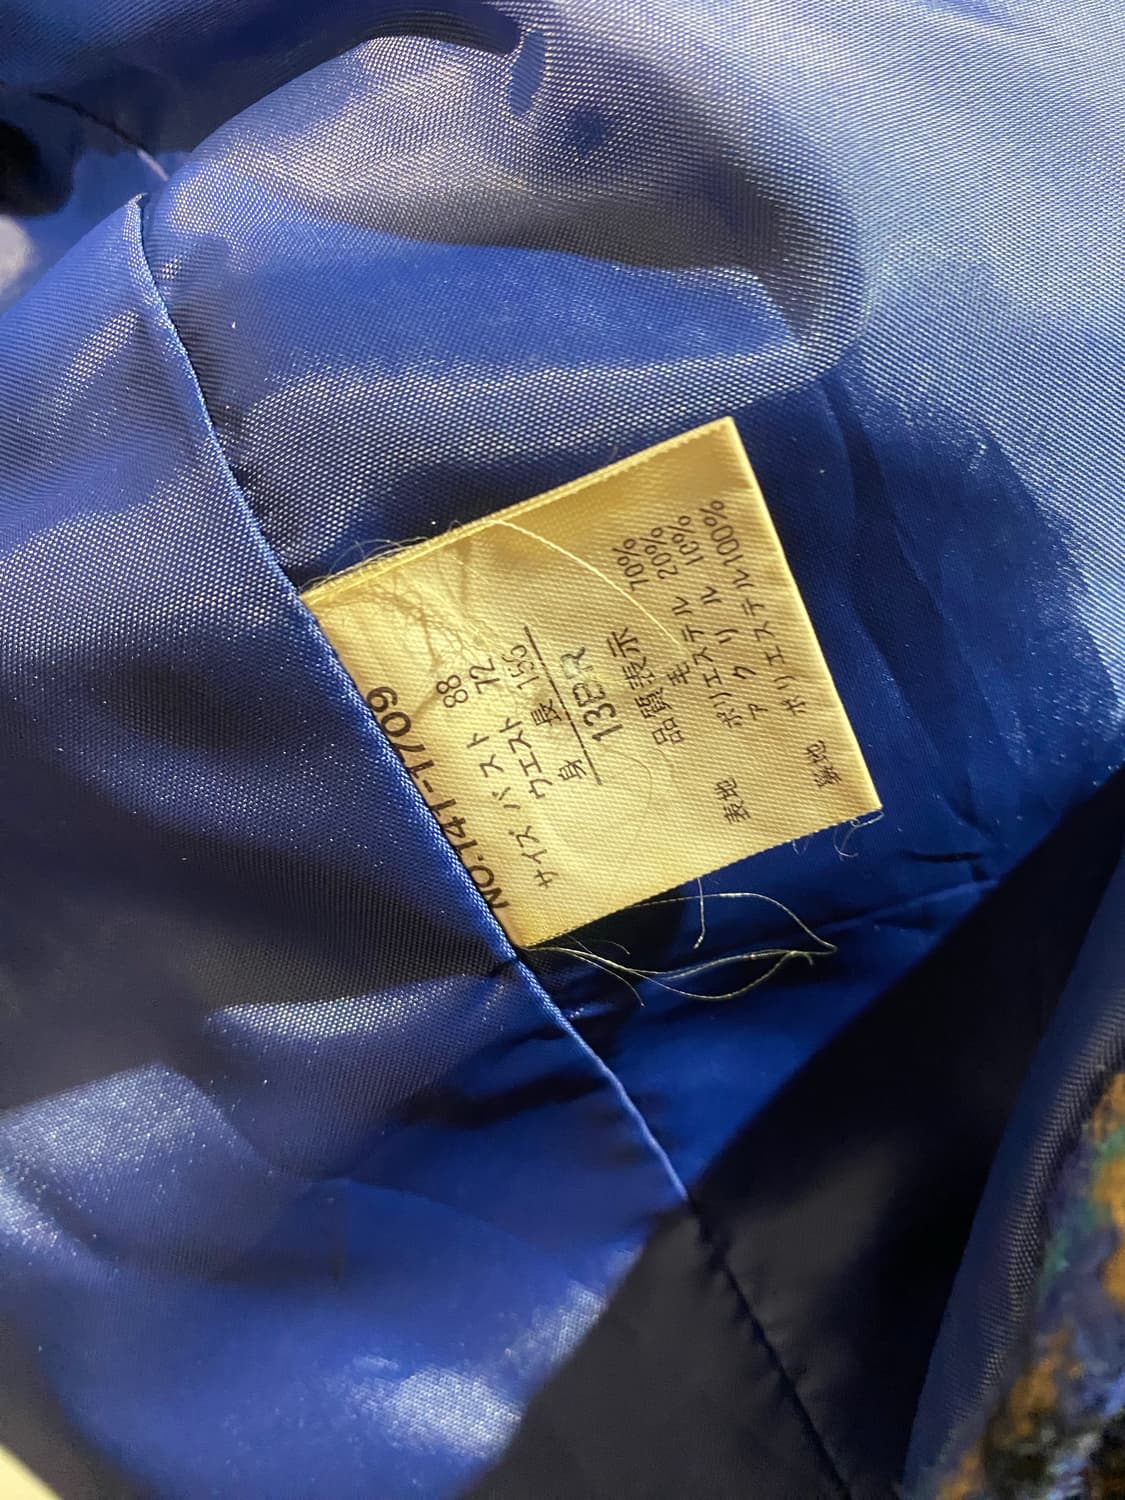 NO.141-1709
サイズ バスト 88
ウエスト 72
身長 156
13BR
品質表示
表地 毛 70%
ポリエステル 20%
アクリル 10%
裏地 ポリエステル100%